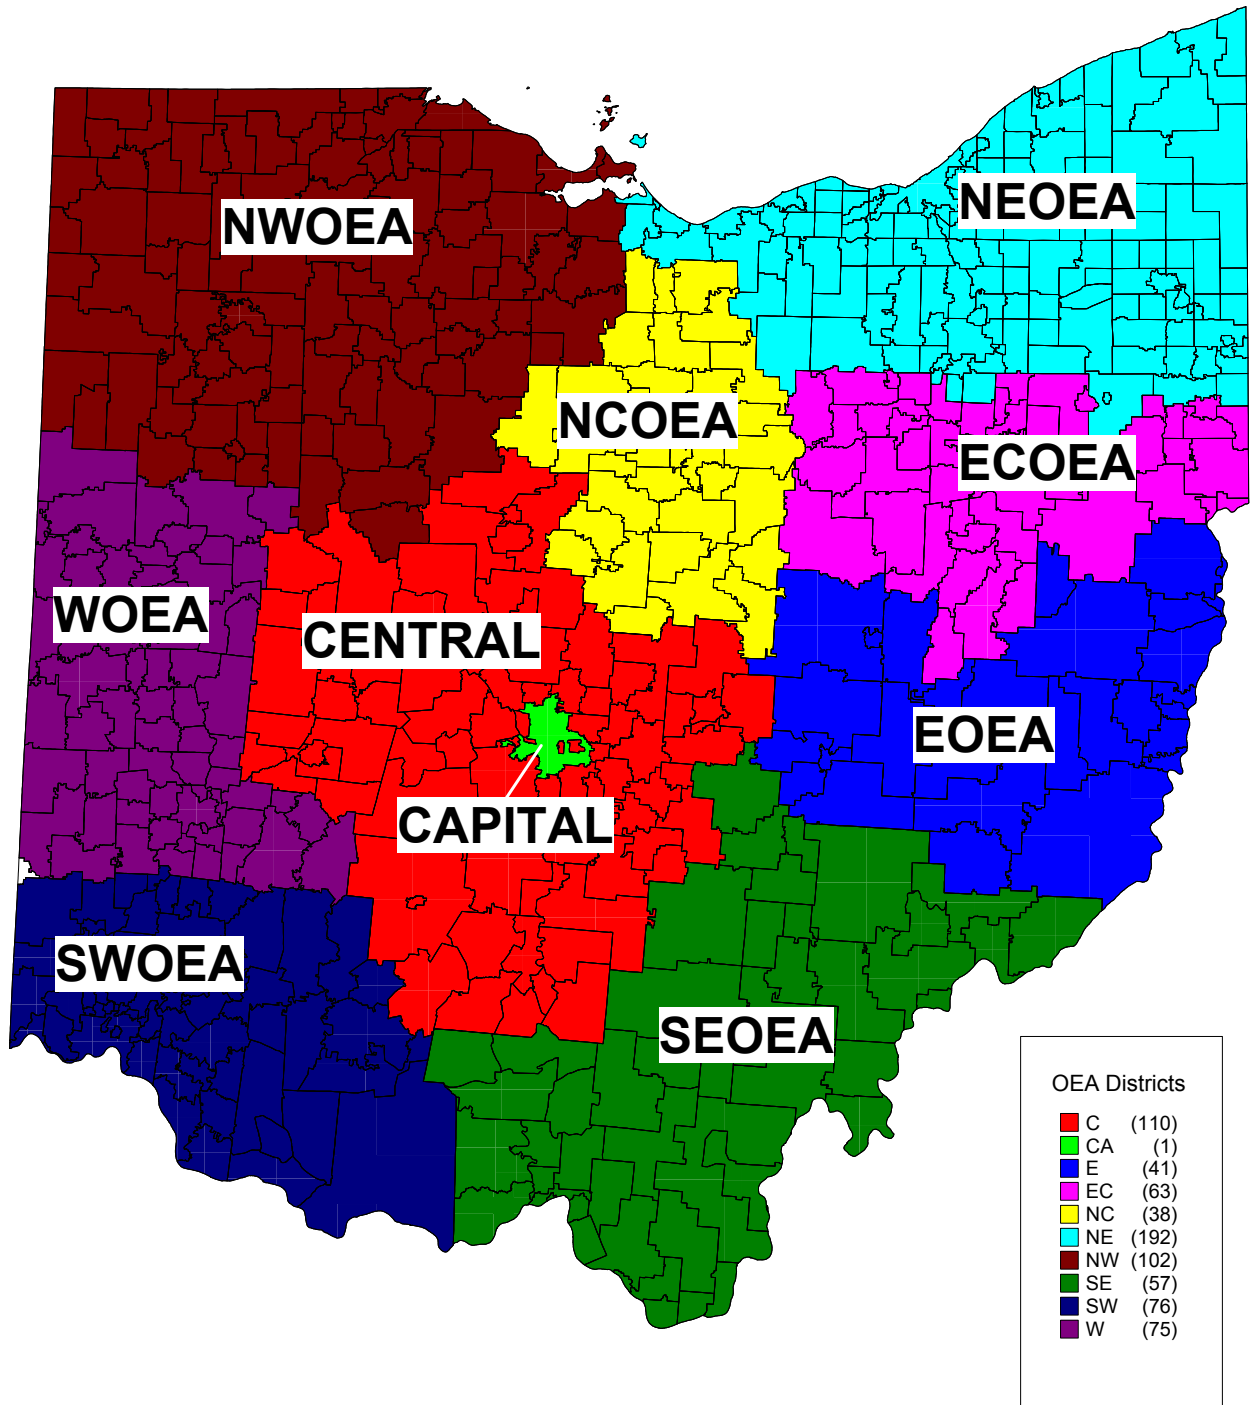 NEOEA
NWOEA
NCOEA
ECOEA
WOEA
CENTRAL
EOEA
CAPITAL
SWOEA
SEOEA
OEA Districts
C (110)
CA (1)
E (41)
EC (63)
NC (38)
NE (192)
NW (102)
SE (57)
SW (76)
W (75)